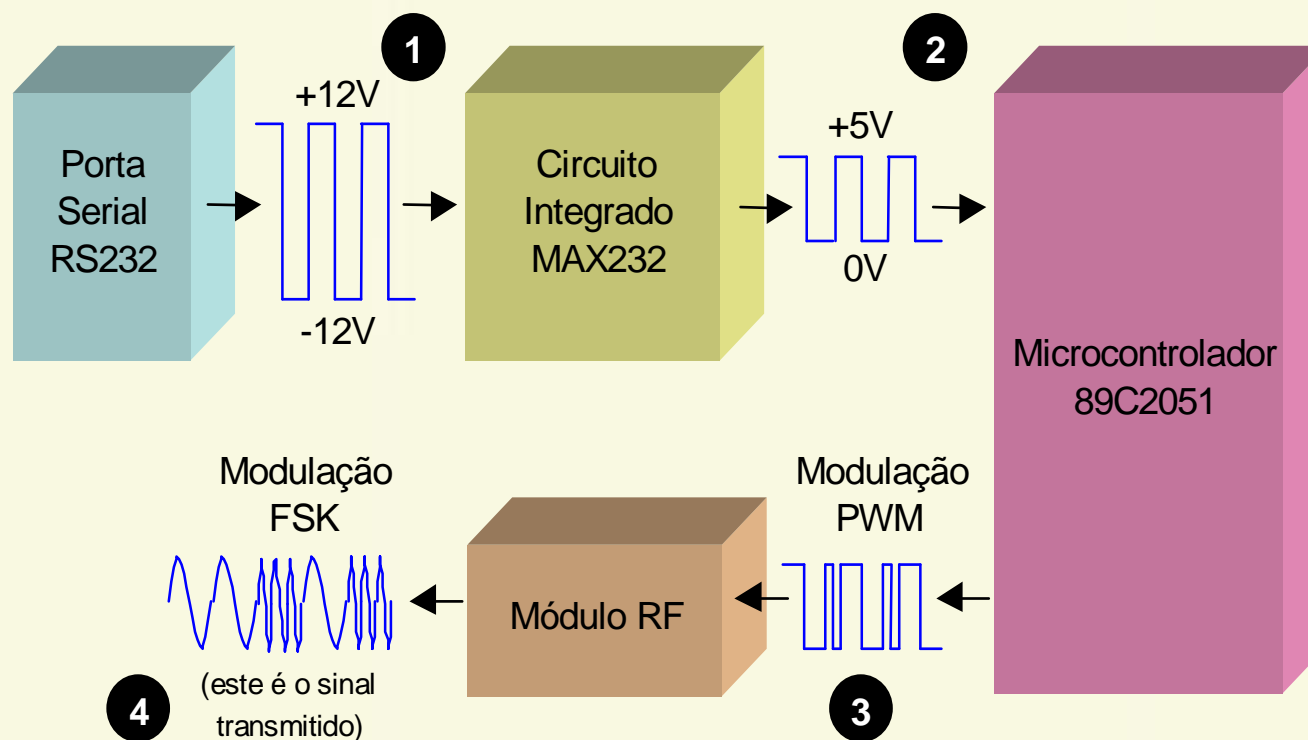 1
2
+12V
-12V
Porta
Serial
RS232
Circuito
Integrado
MAX232
+5V
0V
Microcontrolador
89C2051
Modulação
PWM
3
Módulo RF
Modulação
FSK
(este é o sinal
transmitido)
4